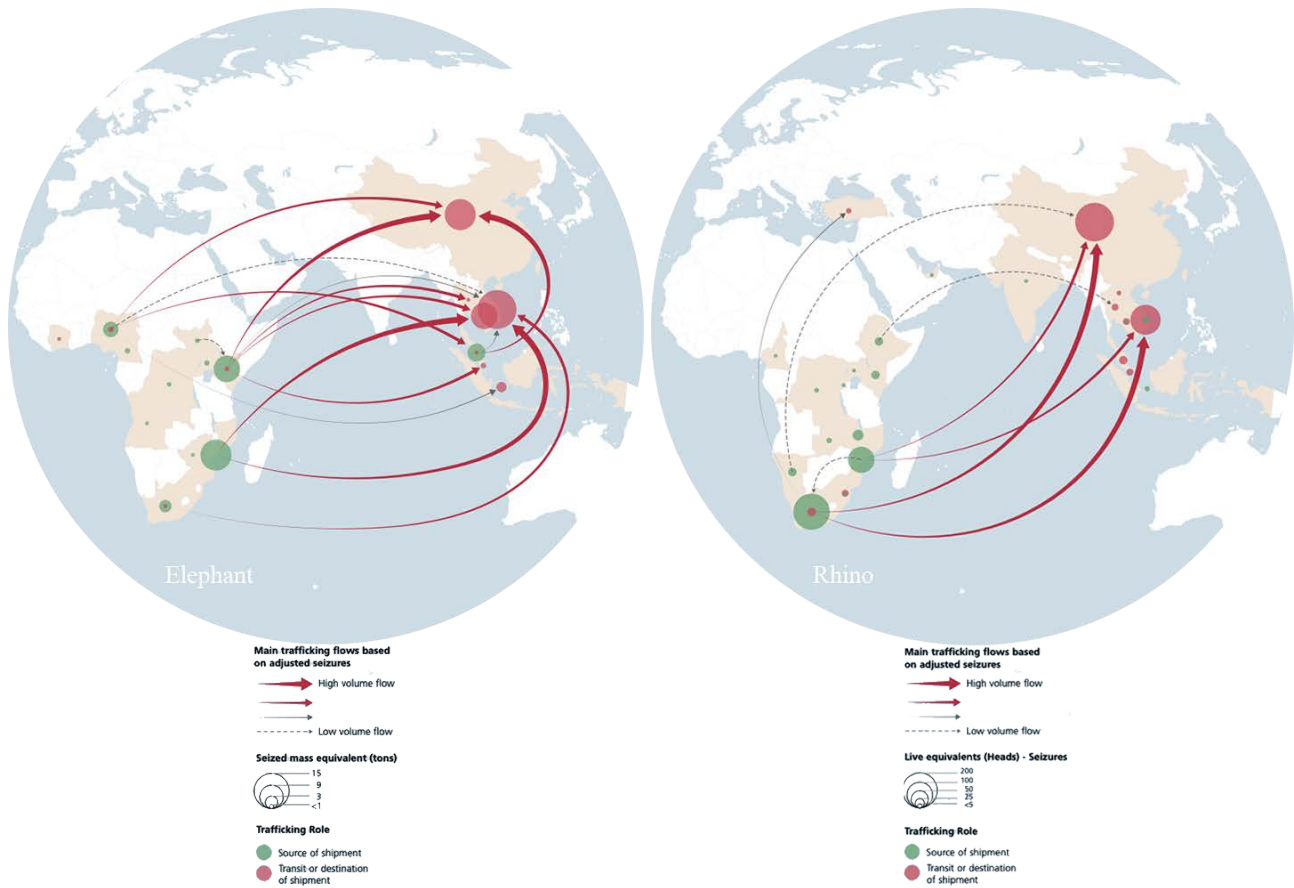 Elephant
Rhino
Main trafficking flows based
on adjusted seizures
High volume flow
Low volume flow
Seized mass equivalent (tons)
15
9
3
<1
Trafficking Role
Source of shipment
Transit or destination
of shipment
Main trafficking flows based
on adjusted seizures
High volume flow
Low volume flow
Live equivalents (Heads) - Seizures
200
100
50
25
<5
Trafficking Role
Source of shipment
Transit or destination
of shipment